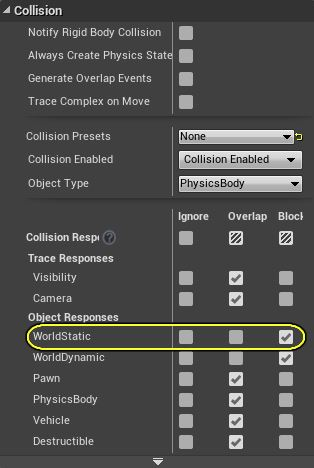 Collision
Notify Rigid Body Collision
Always Create Physics State
Generate Overlap Events
Trace Complex on Move
Collision Presets None
Collision Enabled Collision Enabled
Object Type PhysicsBody
Ignore Overlap Block
Collision Respo ?
Trace Responses
Visibility
Camera
Object Responses
WorldStatic
WorldDynamic
Pawn
PhysicsBody
Vehicle
Destructible